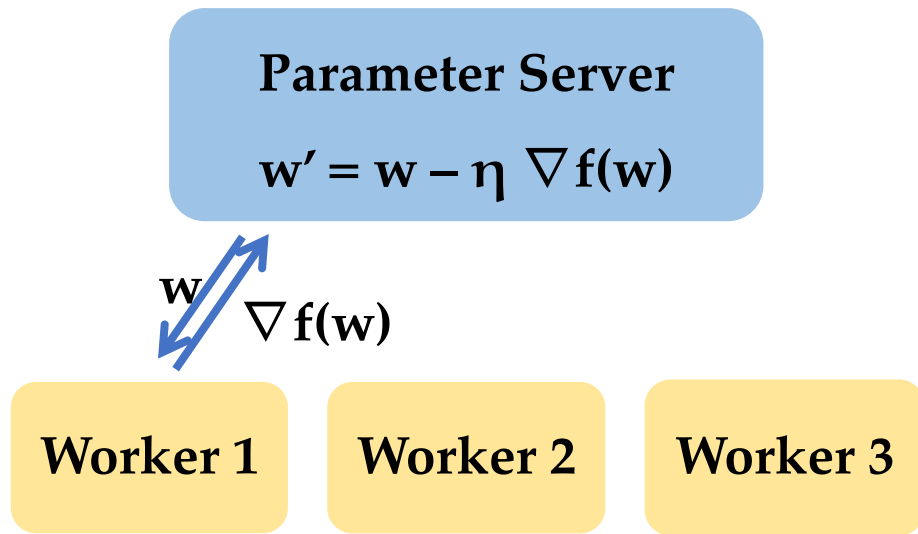 Parameter Server
w′ = w – η ∇f(w)
w
∇f(w)
Worker 1
Worker 2
Worker 3